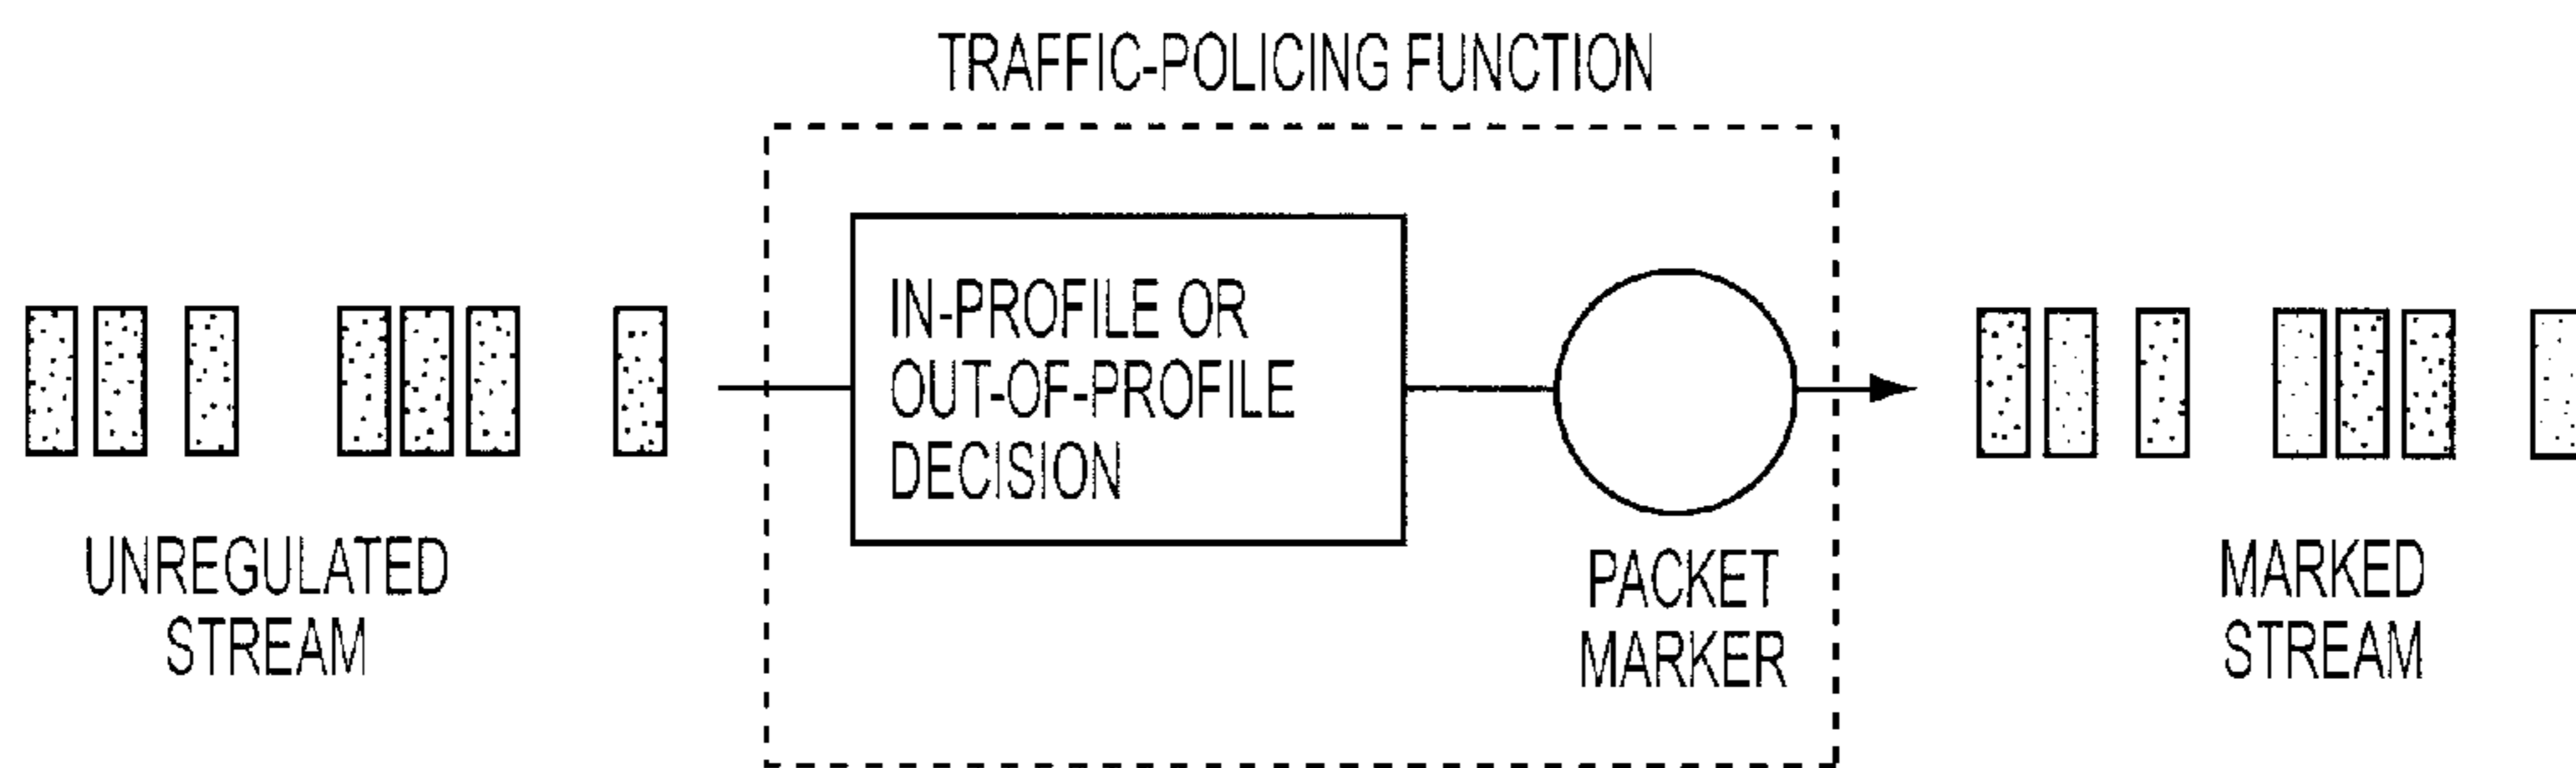 TRAFFIC-POLICING FUNCTION
IN-PROFILE OR
OUT-OF-PROFILE
DECISION
UNREGULATED
STREAM
PACKET
MARKER
MARKED
STREAM